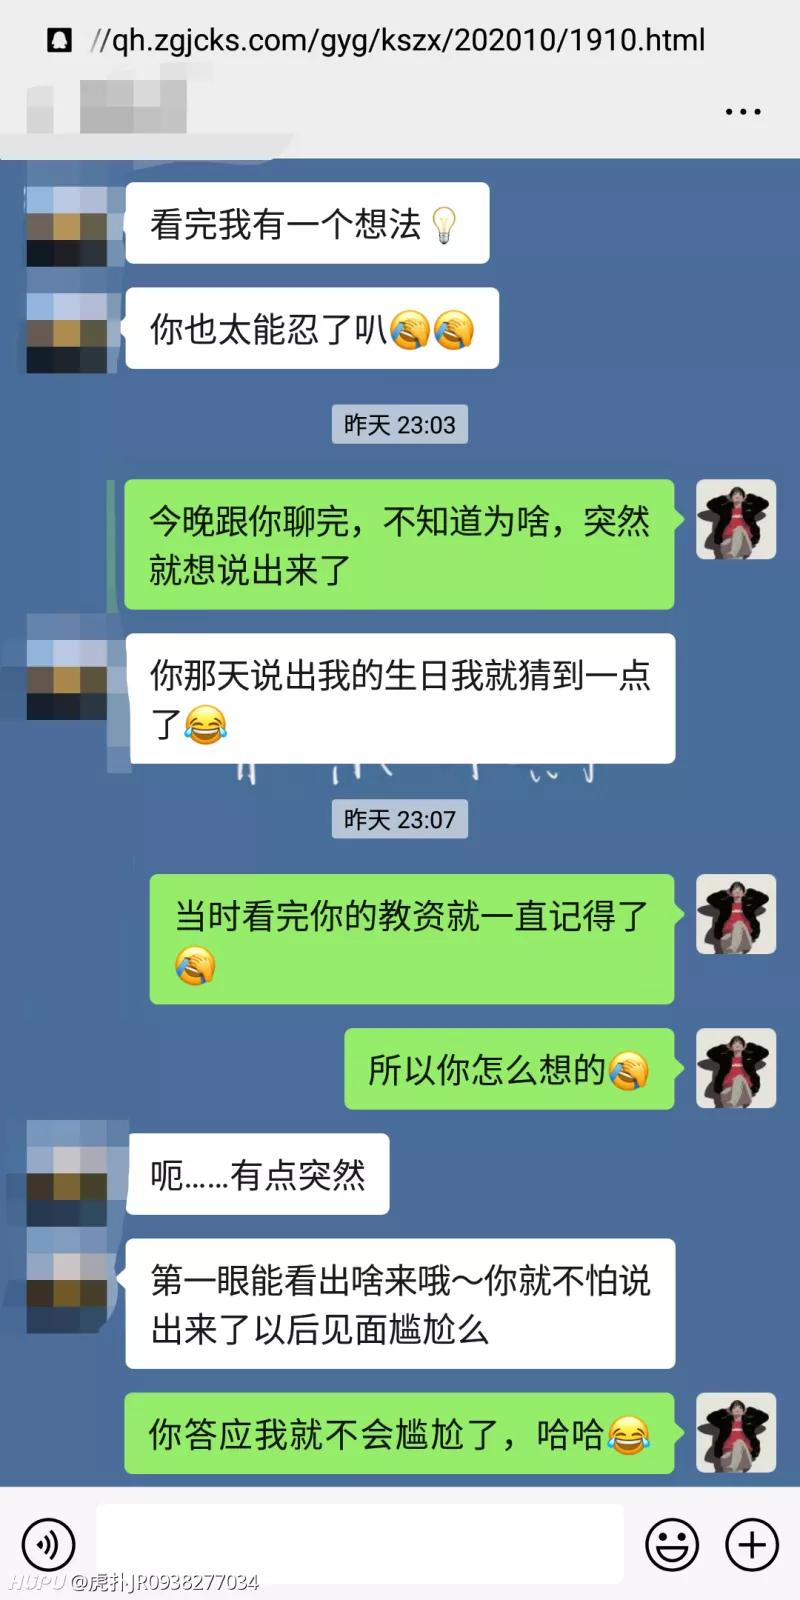 //qh.zgjcks.com/gyg/kszx/202010/1910.html
看完我有一个想法💡
你也太能忍了叭🤦🤦
昨天 23:03
今晚跟你聊完，不知道为啥，突然
就想说出来了
你那天说出我的生日我就猜到一点
了😂
昨天 23:07
当时看完你的教资就一直记得了
🤦
所以你怎么想的🤦
呃……有点突然
第一眼能看出啥来哦～你就不怕说
出来了以后见面尴尬么
你答应我就不会尴尬了，哈哈😂
HUPU @虎扑JR0938277034